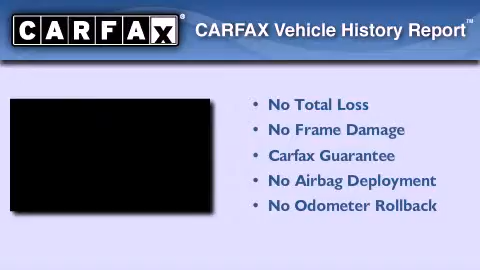 CARFAX® CARFAX Vehicle History Report™
• No Total Loss
• No Frame Damage
• Carfax Guarantee
• No Airbag Deployment
• No Odometer Rollback